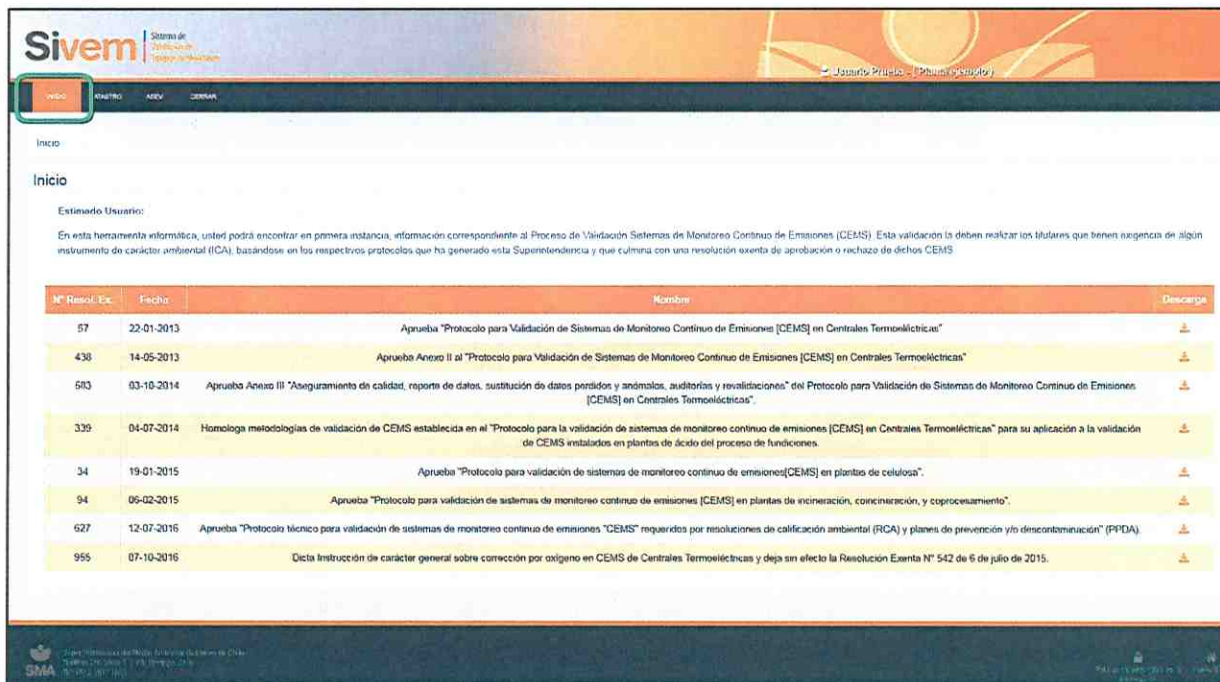 Sivem
Sistema de
Usuario Prueba - ( Planta ejemplo )
INICIO CATASTRO ASEV CERRAR
Inicio
Inicio
Estimado Usuario:
En esta herramienta informática, usted podrá encontrar en primera instancia, información correspondiente al Proceso de Validación Sistemas de Monitoreo Continuo de Emisiones (CEMS). Esta validación la deben realizar los titulares que tienen exigencia de algún
instrumento de carácter ambiental (ICA), basándose en los respectivos protocolos que ha generado esta Superintendencia y que culmina con una resolución exenta de aprobación o rechazo de dichos CEMS
N° Resol. Ex. Fecha Nombre Descarga
57 22-01-2013 Aprueba "Protocolo para Validación de Sistemas de Monitoreo Continuo de Emisiones [CEMS] en Centrales Termoeléctricas"
438 14-05-2013 Aprueba Anexo II al "Protocolo para Validación de Sistemas de Monitoreo Continuo de Emisiones [CEMS] en Centrales Termoeléctricas"
583 03-10-2014 Aprueba Anexo III "Aseguramiento de calidad, reporte de datos, sustitución de datos perdidos y anómalos, auditorías y revalidaciones" del Protocolo para Validación de Sistemas de Monitoreo Continuo de Emisiones
[CEMS] en Centrales Termoeléctricas".
339 04-07-2014 Homologa metodologías de validación de CEMS establecida en el "Protocolo para la validación de sistemas de monitoreo continuo de emisiones [CEMS] en Centrales Termoeléctricas" para su aplicación a la validación
de CEMS instalados en plantas de ácido del proceso de fundiciones.
34 19-01-2015 Aprueba "Protocolo para validación de sistemas de monitoreo continuo de emisiones[CEMS] en plantas de celulosa".
94 06-02-2015 Aprueba "Protocolo para validación de sistemas de monitoreo continuo de emisiones [CEMS] en plantas de incineración, coincineración, y coprocesamiento".
627 12-07-2016 Aprueba "Protocolo técnico para validación de sistemas de monitoreo continuo de emisiones "CEMS" requeridos por resoluciones de calificación ambiental (RCA) y planes de prevención y/o descontaminación" (PPDA).
955 07-10-2016 Dicta Instrucción de carácter general sobre corrección por oxígeno en CEMS de Centrales Termoeléctricas y deja sin efecto la Resolución Exenta N° 542 de 6 de julio de 2015.
SMA